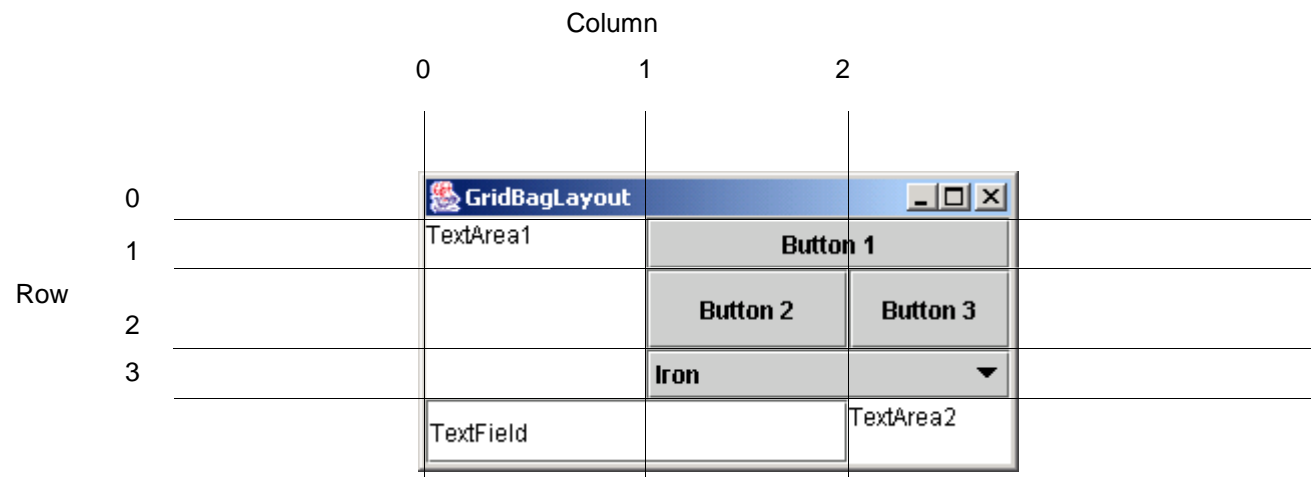 Column
0 1 2
0 GridBagLayout
1 TextArea1 Button 1
Row
2 Button 2 Button 3
3 Iron
TextField TextArea2